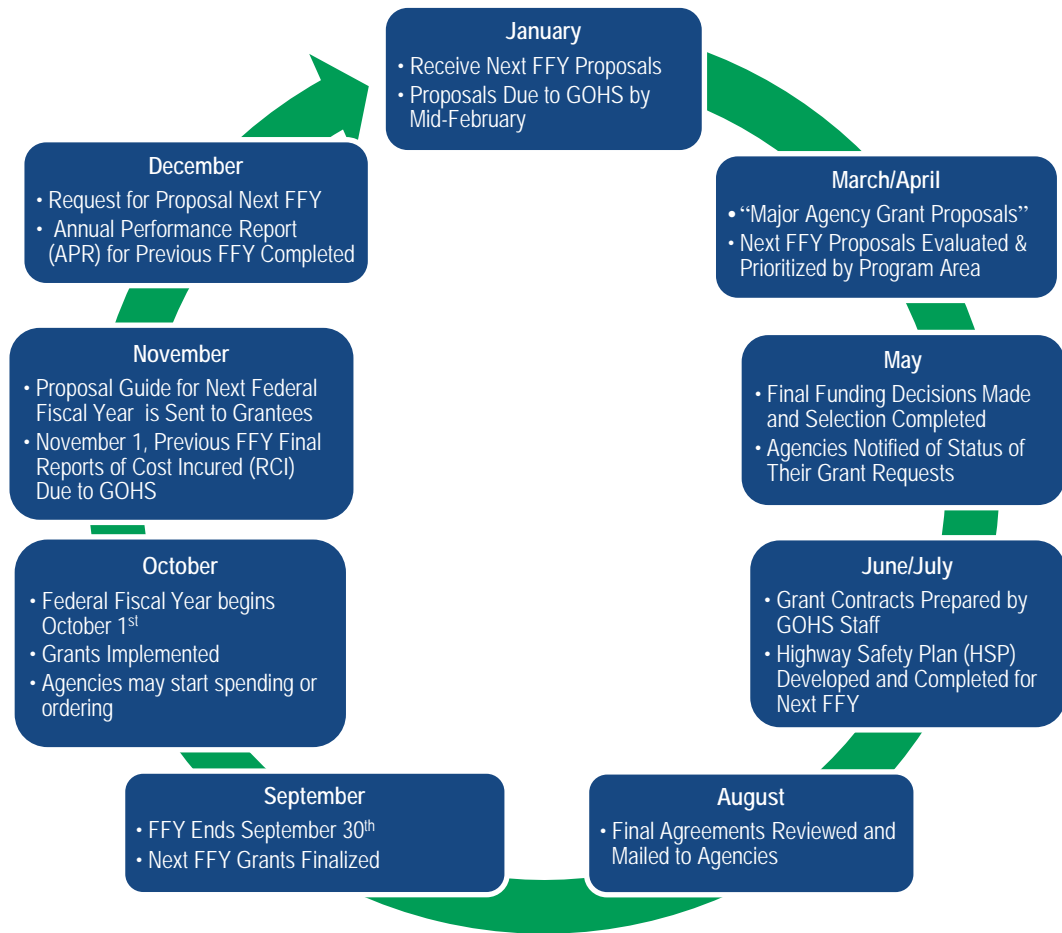 January
• Receive Next FFY Proposals
• Proposals Due to GOHS by
Mid-February
March/April
• “Major Agency Grant Proposals”
• Next FFY Proposals Evaluated &
Prioritized by Program Area
May
• Final Funding Decisions Made
and Selection Completed
• Agencies Notified of Status of
Their Grant Requests
June/July
• Grant Contracts Prepared by
GOHS Staff
• Highway Safety Plan (HSP)
Developed and Completed for
Next FFY
August
• Final Agreements Reviewed and
Mailed to Agencies
September
• FFY Ends September 30th
• Next FFY Grants Finalized
October
• Federal Fiscal Year begins
October 1st
• Grants Implemented
• Agencies may start spending or
ordering
November
• Proposal Guide for Next Federal
Fiscal Year is Sent to Grantees
• November 1, Previous FFY Final
Reports of Cost Incured (RCI)
Due to GOHS
December
• Request for Proposal Next FFY
• Annual Performance Report
(APR) for Previous FFY Completed